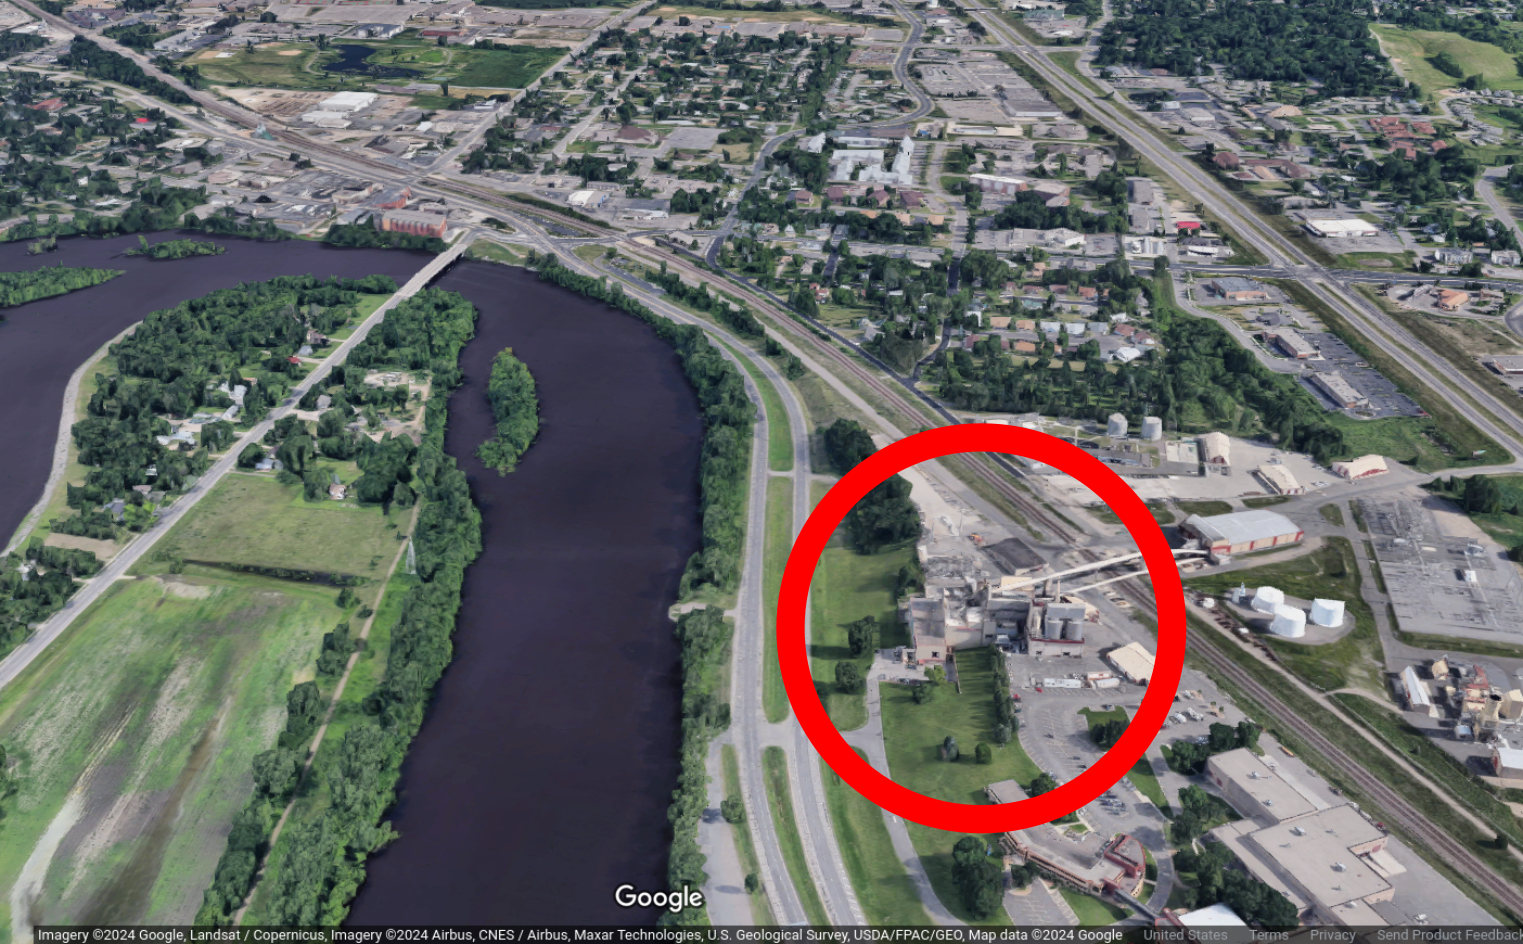 Google
Imagery ©2024 Google, Landsat / Copernicus, Imagery ©2024 Airbus, CNES / Airbus, Maxar Technologies, U.S. Geological Survey, USDA/FPAC/GEO, Map data ©2024 Google United States Terms Privacy Send Product Feedback